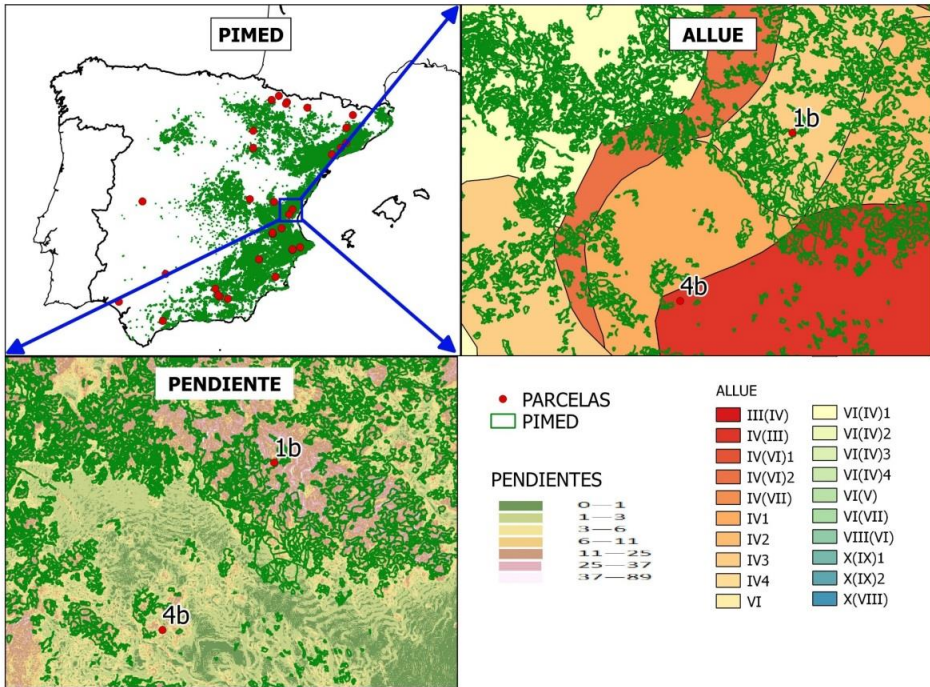 PIMED
ALLUE
1b
4b
PENDIENTE
1b
4b
PARCELAS
PIMED
PENDIENTES
0—1
1—3
3—6
6—11
11—25
25—37
37—89
ALLUE
III(IV)
IV(III)
IV(VI)1
IV(VI)2
IV(VII)
IV1
IV2
IV3
IV4
VI
VI(IV)1
VI(IV)2
VI(IV)3
VI(IV)4
VI(V)
VI(VII)
VIII(VI)
X(IX)1
X(IX)2
X(VIII)